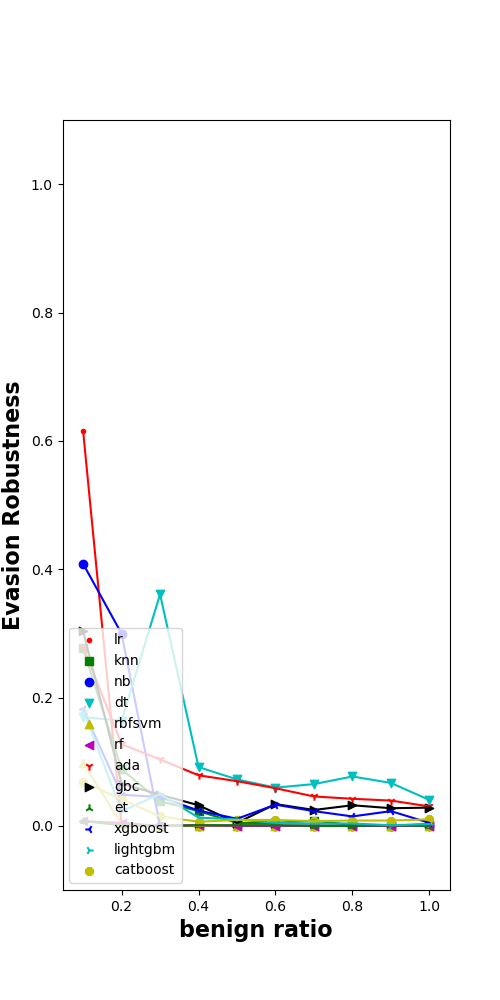 Evasion Robustness
1.0
0.8
0.6
0.4
0.2
0.0
lr
knn
nb
dt
rbfsvm
rf
ada
gbc
et
xgboost
lightgbm
catboost
0.2 0.4 0.6 0.8 1.0
benign ratio